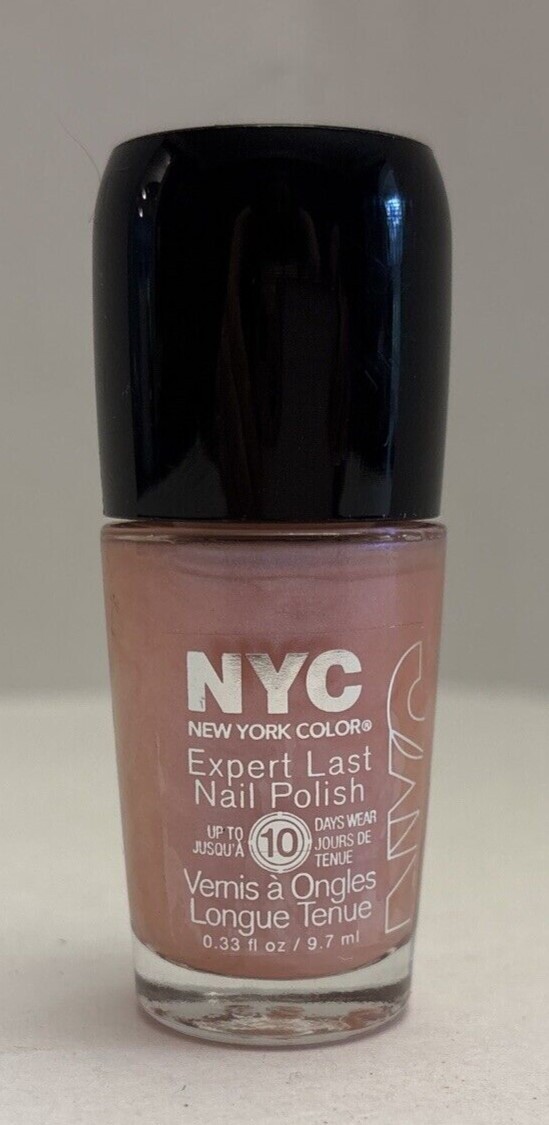 NYC
NEW YORK COLOR®
Expert Last
Nail Polish
UP TO
JUSQU'À
10
DAYS WEAR
JOURS DE
TENUE
Vernis à Ongles
Longue Tenue
0.33 fl oz / 9.7 ml
NYC